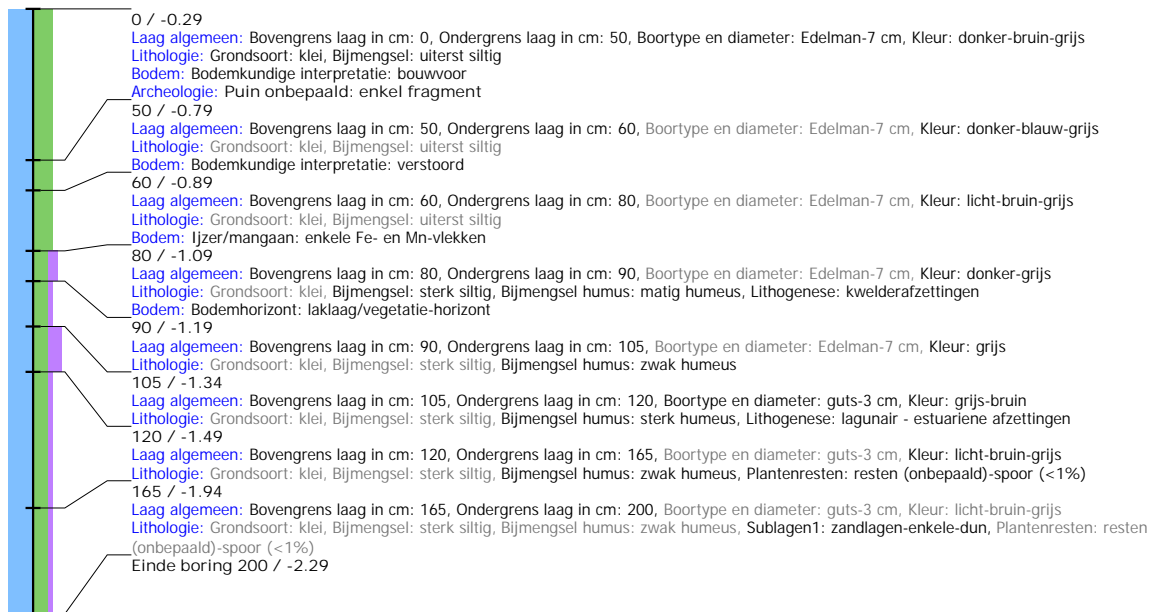 0 / -0.29
Laag algemeen: Bovengrens laag in cm: 0, Ondergrens laag in cm: 50, Boortype en diameter: Edelman-7 cm, Kleur: donker-bruin-grijs
Lithologie: Grondsoort: klei, Bijmengsel: uiterst siltig
Bodem: Bodemkundige interpretatie: bouwvoor
Archeologie: Puin onbepaald: enkel fragment
50 / -0.79
Laag algemeen: Bovengrens laag in cm: 50, Ondergrens laag in cm: 60, Boortype en diameter: Edelman-7 cm, Kleur: donker-blauw-grijs
Lithologie: Grondsoort: klei, Bijmengsel: uiterst siltig
Bodem: Bodemkundige interpretatie: verstoord
60 / -0.89
Laag algemeen: Bovengrens laag in cm: 60, Ondergrens laag in cm: 80, Boortype en diameter: Edelman-7 cm, Kleur: licht-bruin-grijs
Lithologie: Grondsoort: klei, Bijmengsel: uiterst siltig
Bodem: Ijzer/mangaan: enkele Fe- en Mn-vlekken
80 / -1.09
Laag algemeen: Bovengrens laag in cm: 80, Ondergrens laag in cm: 90, Boortype en diameter: Edelman-7 cm, Kleur: donker-grijs
Lithologie: Grondsoort: klei, Bijmengsel: sterk siltig, Bijmengsel humus: matig humeus, Lithogenese: kwelderafzettingen
Bodem: Bodemhorizont: laklaag/vegetatie-horizont
90 / -1.19
Laag algemeen: Bovengrens laag in cm: 90, Ondergrens laag in cm: 105, Boortype en diameter: Edelman-7 cm, Kleur: grijs
Lithologie: Grondsoort: klei, Bijmengsel: sterk siltig, Bijmengsel humus: zwak humeus
105 / -1.34
Laag algemeen: Bovengrens laag in cm: 105, Ondergrens laag in cm: 120, Boortype en diameter: guts-3 cm, Kleur: grijs-bruin
Lithologie: Grondsoort: klei, Bijmengsel: sterk siltig, Bijmengsel humus: sterk humeus, Lithogenese: lagunair - estuariene afzettingen
120 / -1.49
Laag algemeen: Bovengrens laag in cm: 120, Ondergrens laag in cm: 165, Boortype en diameter: guts-3 cm, Kleur: licht-bruin-grijs
Lithologie: Grondsoort: klei, Bijmengsel: sterk siltig, Bijmengsel humus: zwak humeus, Plantenresten: resten (onbepaald)-spoor (<1%)
165 / -1.94
Laag algemeen: Bovengrens laag in cm: 165, Ondergrens laag in cm: 200, Boortype en diameter: guts-3 cm, Kleur: licht-bruin-grijs
Lithologie: Grondsoort: klei, Bijmengsel: sterk siltig, Bijmengsel humus: zwak humeus, Sublagen1: zandlagen-enkele-dun, Plantenresten: resten
(onbepaald)-spoor (<1%)
Einde boring 200 / -2.29